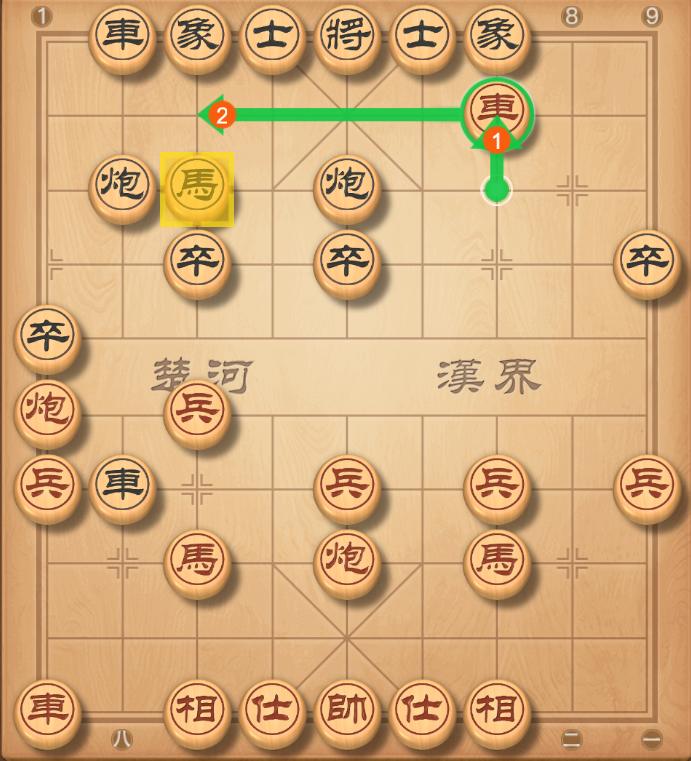 1 8 9
車 象 士 將 士 象
2 車
1
炮 馬 炮
卒 卒 卒
卒
楚河 漢界
炮 兵
兵 車 兵 兵 兵
馬 炮 馬
車 相 仕 帥 仕 相
八 二 一